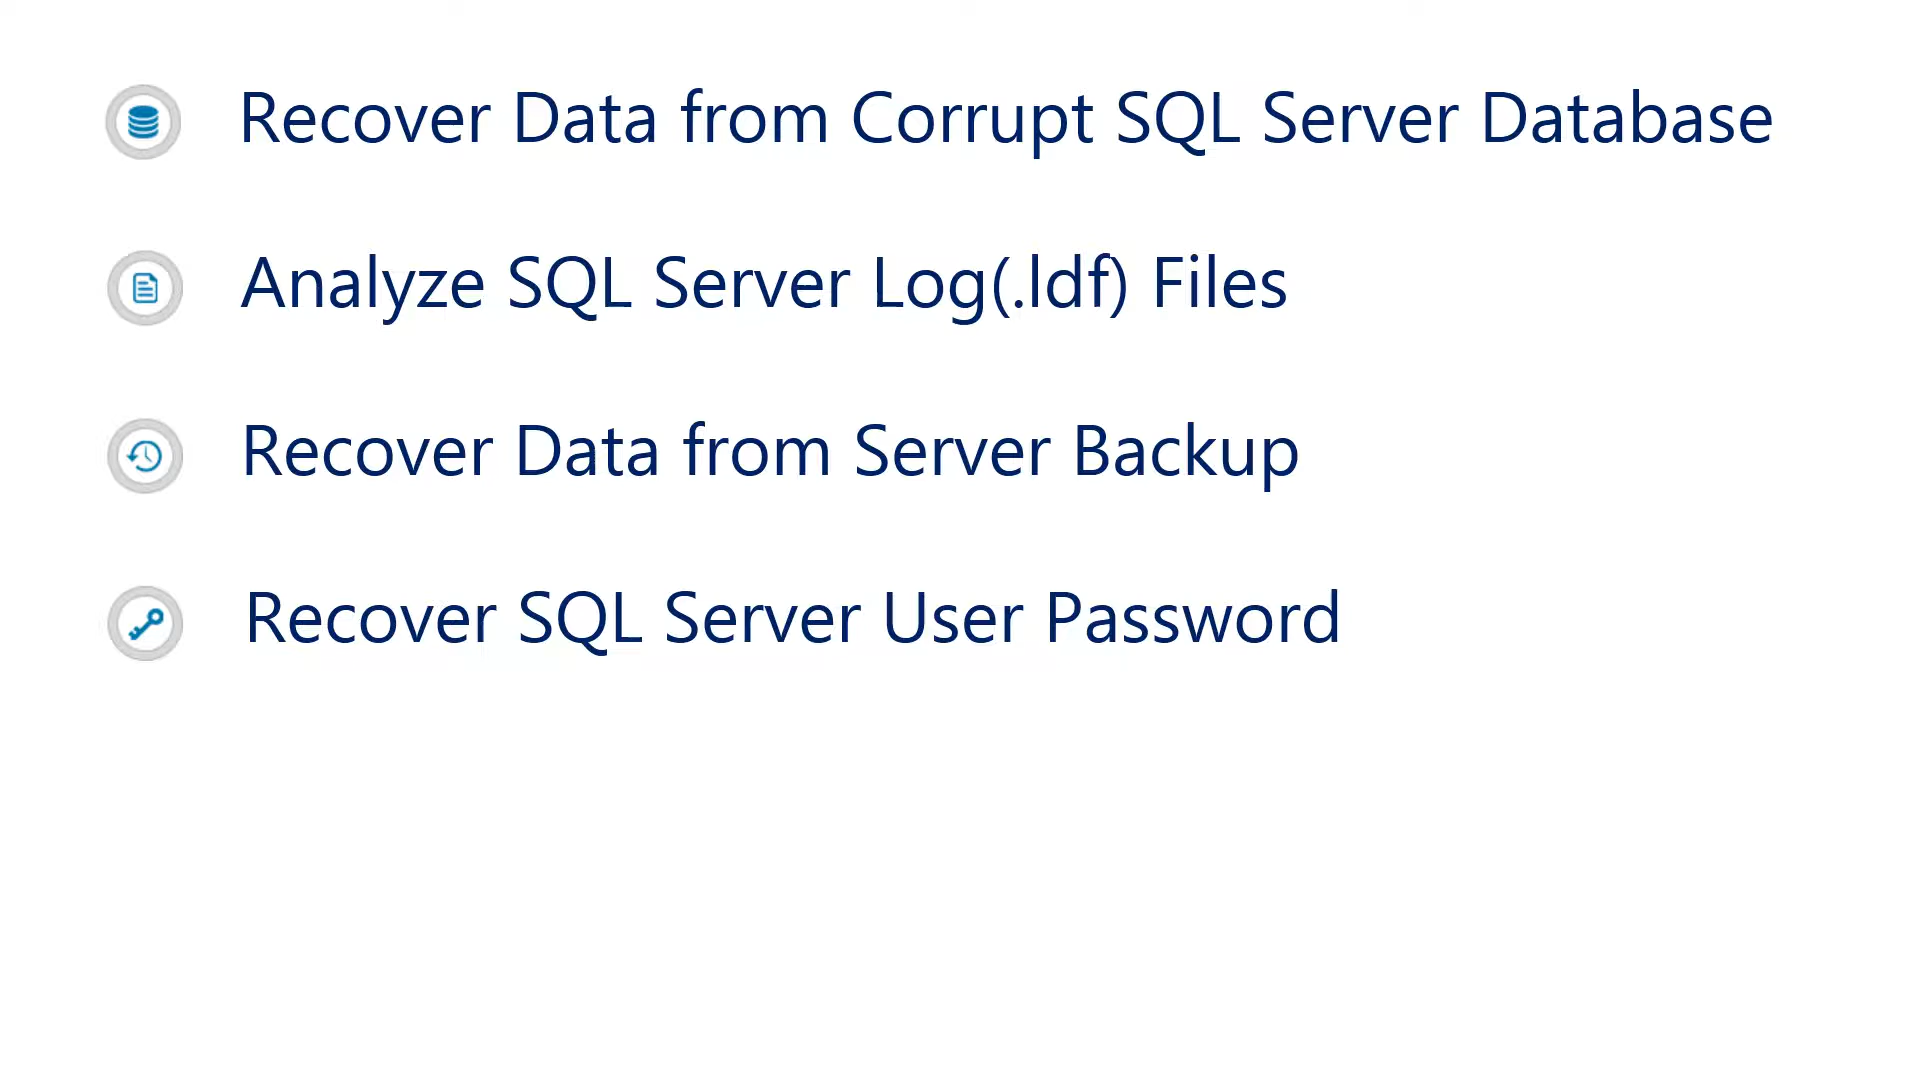 Recover Data from Corrupt SQL Server Database
Analyze SQL Server Log(.ldf) Files
Recover Data from Server Backup
Recover SQL Server User Password